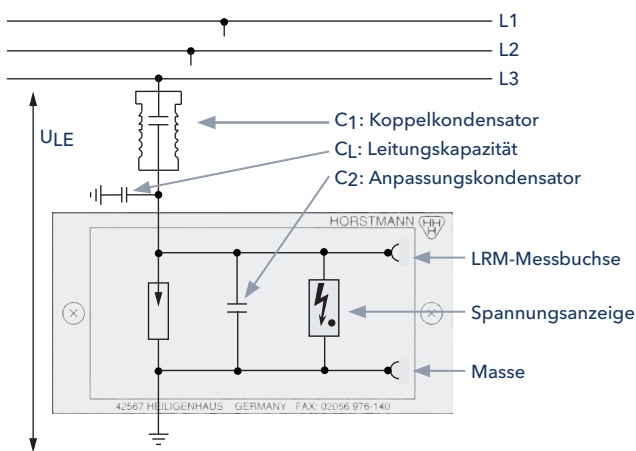 L1
L2
L3
ULE
C1: Koppelkondensator
CL: Leitungskapazität
C2: Anpassungskondensator
HORSTMANN
HHH
LRM-Messbuchse
Spannungsanzeige
Masse
42567 HEILIGENHAUS GERMANY FAX: 02056 976-140